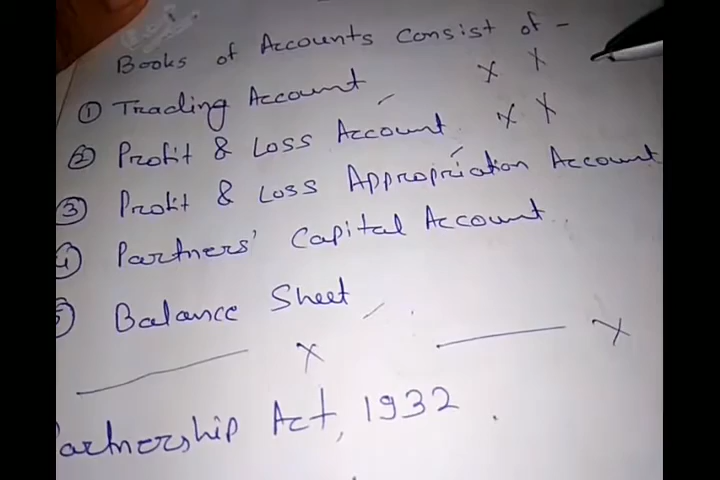 Books of Accounts Consist of -
① Trading Account X X
② Profit & Loss Account X X
③ Profit & Loss Appropriation Account
④ Partners' Capital Account
⑤ Balance Sheet
X X
artnership Act, 1932